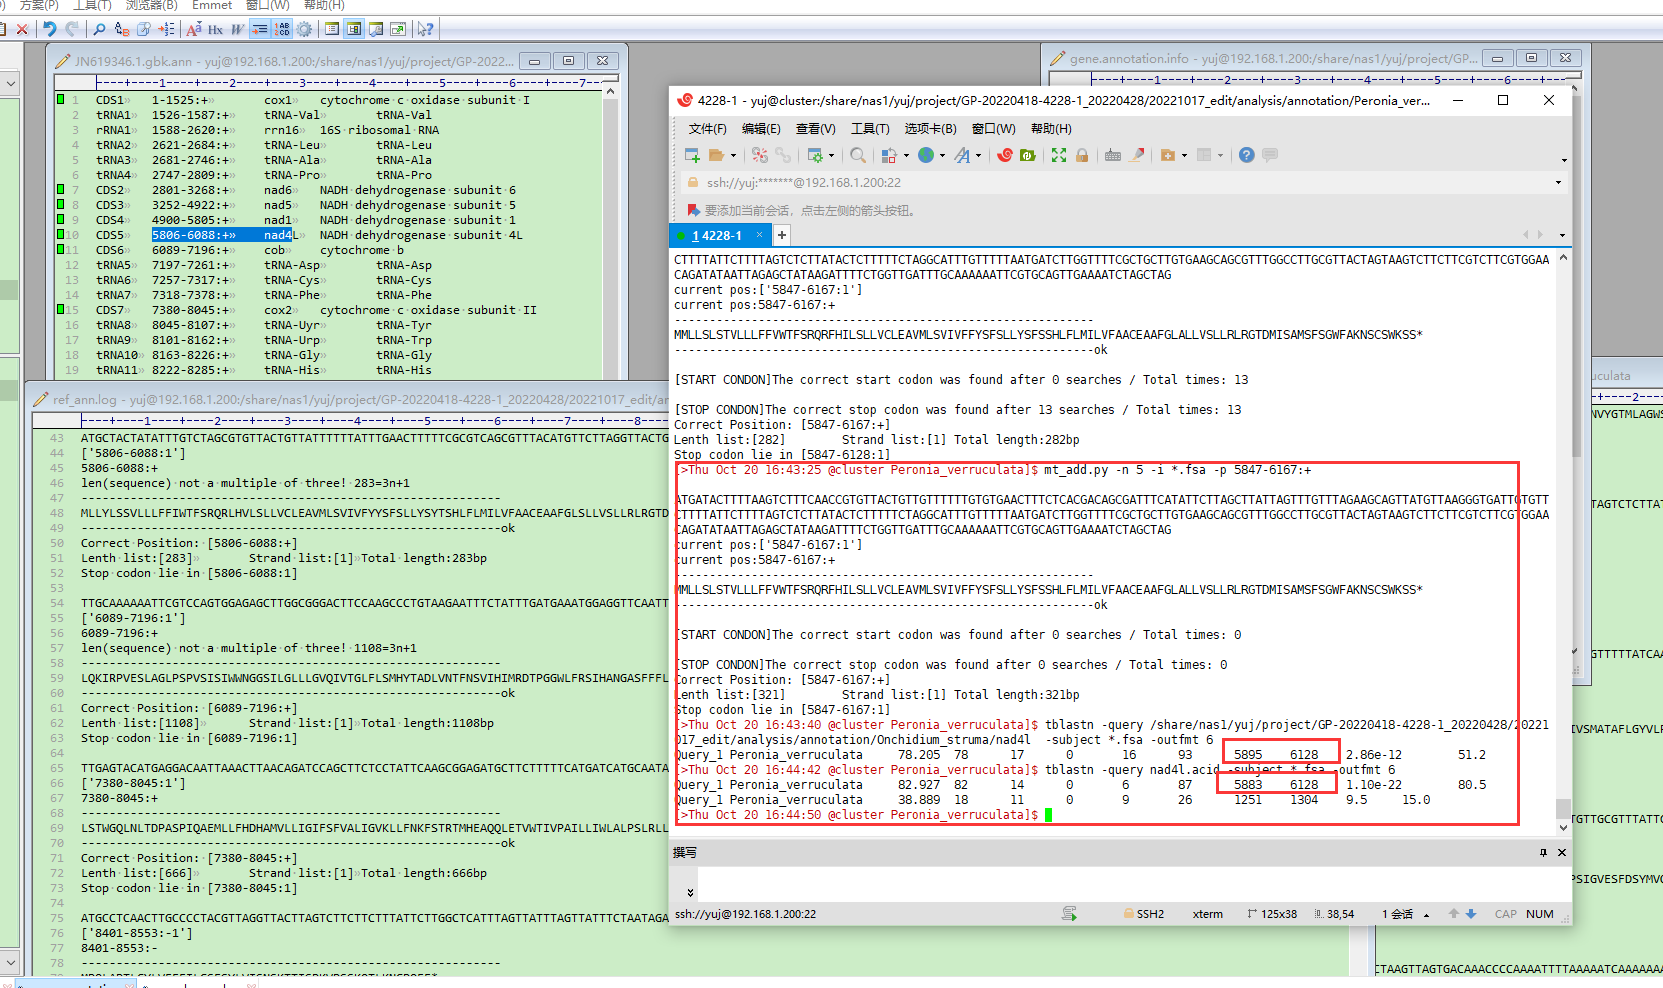 方案(P) 工具(T) 浏览器(B) Emmet 窗口(W) 帮助(H)
JN619346.1.gbk.ann - yuj@192.168.1.200:/share/nas1/yuj/project/GP-2022...
----+----1----+----2----+----3----+----4----+----5----+----6----+----7--
1 CDS1» 1-1525:+» cox1» cytochrome·c·oxidase·subunit·I
2 tRNA1» 1526-1587:+» tRNA-Val» tRNA-Val
3 rRNA1» 1588-2620:+» rrn16» 16S·ribosomal·RNA
4 tRNA2» 2621-2684:+» tRNA-Leu» tRNA-Leu
5 tRNA3» 2681-2746:+» tRNA-Ala» tRNA-Ala
6 tRNA4» 2747-2809:+» tRNA-Pro» tRNA-Pro
7 CDS2» 2801-3268:+» nad6» NADH·dehydrogenase·subunit·6
8 CDS3» 3252-4922:+» nad5» NADH·dehydrogenase·subunit·5
9 CDS4» 4900-5805:+» nad1» NADH·dehydrogenase·subunit·1
10 CDS5» 5806-6088:+» nad4L» NADH·dehydrogenase·subunit·4L
11 CDS6» 6089-7196:+» cob» cytochrome·b
12 tRNA5» 7197-7261:+» tRNA-Asp» tRNA-Asp
13 tRNA6» 7257-7317:+» tRNA-Cys» tRNA-Cys
14 tRNA7» 7318-7378:+» tRNA-Phe» tRNA-Phe
15 CDS7» 7380-8045:+» cox2» cytochrome·c·oxidase·subunit·II
16 tRNA8» 8045-8107:+» tRNA-Uyr» tRNA-Tyr
17 tRNA9» 8101-8162:+» tRNA-Urp» tRNA-Trp
18 tRNA10» 8163-8226:+» tRNA-Gly» tRNA-Gly
19 tRNA11» 8222-8285:+» tRNA-His» tRNA-His
gene.annotation.info - yuj@192.168.1.200:/share/nas1/yuj/project/GP...
----+----1----+----2----+----3----+----4----+----5----+----6----+
ref_ann.log - yuj@192.168.1.200:/share/nas1/yuj/project/GP-20220418-4228-1_20220428/20221017_edit/an
43 ATGCTACTATATTTGTCTAGCGTGTTACTGTTATTTTTTATTTGAACTTTTTCGCGTCAGCGTTTACATGTTCTTAGGTTACTG
44 ['5806-6088:1']
45 5806-6088:+
46 len(sequence)·not·a·multiple·of·three!·283=3n+1
47 ------------------------------------------------------------
48 MLLYLSSVLLLFFIWTFSRQRLHVLSLLVCLEAVMLSVIVFYYSFSLLYSYTSHLFLMILVFAACEAAFGLSLLVSLLRLRGTD
49 ------------------------------------------------------------ok
50 Correct·Position:·[5806-6088:+]
51 Lenth·list:[283]» Strand·list:[1]»Total·length:283bp
52 Stop·codon·lie·in·[5806-6088:1]
53
54 TTGCAAAAAATTCGTCCAGTGGAGAGCTTGGCGGGACTTCCAAGCCCTGTAAGAATTTCTATTTGATGAAATGGAGGTTCAATT
55 ['6089-7196:1']
56 6089-7196:+
57 len(sequence)·not·a·multiple·of·three!·1108=3n+1
58 ------------------------------------------------------------
59 LQKIRPVESLAGLPSPVSISIWWNGGSILGLLLGVQIVTGLFLSMHYTADLVNTFNSVIHIMRDTPGGWLFRSIHANGASFFFL
60 ------------------------------------------------------------ok
61 Correct·Position:·[6089-7196:+]
62 Lenth·list:[1108]» Strand·list:[1]»Total·length:1108bp
63 Stop·codon·lie·in·[6089-7196:1]
64
65 TTGAGTACATGAGGACAATTAAACTTAACAGATCCAGCTTCTCCTATTCAAGCGGAGATGCTTCTTTTTCATGATCATGCAATA
66 ['7380-8045:1']
67 7380-8045:+
68 ------------------------------------------------------------
69 LSTWGQLNLTDPASPIQAEMLLFHDHAMVLLIGIFSFVALIGVKLLFNKFSTRTMHEAQQLETVWTIVPAILLIWLALPSLRLL
70 ------------------------------------------------------------ok
71 Correct·Position:·[7380-8045:+]
72 Lenth·list:[666]» Strand·list:[1]»Total·length:666bp
73 Stop·codon·lie·in·[7380-8045:1]
74
75 ATGCCTCAACTTGCCCCTACGTTAGGTTACTTAGTCTTCTTCTTTATTCTTGGCTCATTTAGTTATTTAGTTATTTCTAATAGA
76 ['8401-8553:-1']
77 8401-8553:-
78 ------------------------------------------------------------
4228-1 - yuj@cluster:/share/nas1/yuj/project/GP-20220418-4228-1_20220428/20221017_edit/analysis/annotation/Peronia_ver...
文件(F) 编辑(E) 查看(V) 工具(T) 选项卡(B) 窗口(W) 帮助(H)
ssh://yuj:*******@192.168.1.200:22
要添加当前会话，点击左侧的箭头按钮。
1 4228-1 × +
CTTTTATTCTTTTAGTCTCTTATACTCTTTTTCTAGGCATTTGTTTTTAATGATCTTGGTTTTCGCTGCTTGTGAAGCAGCGTTTGGCCTTGCGTTACTAGTAAGTCTTCTTCGTCTTCGTGGAA
CAGATATAATTAGAGCTATAAGATTTTCTGGTTGATTTGCAAAAAATTCGTGCAGTTGAAAATCTAGCTAG
current pos:['5847-6167:1']
current pos:5847-6167:+
------------------------------------------------------------
MMLLSLSTVLLLFFVWTFSRQRFHILSLLVCLEAVMLSVIVFFYSFSLLYSFSSHLFLMILVFAACEAAFGLALLVSLLRLRGTDMISAMSFSGWFAKNSCSWKSS*
------------------------------------------------------------ok
[START CONDON]The correct start codon was found after 0 searches / Total times: 13
[STOP CONDON]The correct stop codon was found after 13 searches / Total times: 13
Correct Position: [5847-6167:+]
Lenth list:[282] Strand list:[1] Total length:282bp
Stop codon lie in [5847-6128:1]
[>Thu Oct 20 16:43:25 @cluster Peronia_verruculata]$ mt_add.py -n 5 -i *.fsa -p 5847-6167:+
ATGATACTTTTAAGTCTTTCAACCGTGTTACTGTTGTTTTTTGTGTGAACTTTCTCACGACAGCGATTTCATATTCTTAGCTTATTAGTTTGTTTAGAAGCAGTTATGTTAAGGGTGATTGTGTT
CTTTTATTCTTTTAGTCTCTTATACTCTTTTTCTAGGCATTTGTTTTTAATGATCTTGGTTTTCGCTGCTTGTGAAGCAGCGTTTGGCCTTGCGTTACTAGTAAGTCTTCTTCGTCTTCGTGGAA
CAGATATAATTAGAGCTATAAGATTTTCTGGTTGATTTGCAAAAAATTCGTGCAGTTGAAAATCTAGCTAG
current pos:['5847-6167:1']
current pos:5847-6167:+
------------------------------------------------------------
MMLLSLSTVLLLFFVWTFSRQRFHILSLLVCLEAVMLSVIVFFYSFSLLYSFSSHLFLMILVFAACEAAFGLALLVSLLRLRGTDMISAMSFSGWFAKNSCSWKSS*
------------------------------------------------------------ok
[START CONDON]The correct start codon was found after 0 searches / Total times: 0
[STOP CONDON]The correct stop codon was found after 0 searches / Total times: 0
Correct Position: [5847-6167:+]
Lenth list:[321] Strand list:[1] Total length:321bp
Stop codon lie in [5847-6167:1]
[>Thu Oct 20 16:43:40 @cluster Peronia_verruculata]$ tblastn -query /share/nas1/yuj/project/GP-20220418-4228-1_20220428/20221
017_edit/analysis/annotation/Onchidium_struma/nad4l -subject *.fsa -outfmt 6
Query_1 Peronia_verruculata 78.205 78 17 0 16 93 5895 6128 2.86e-12 51.2
[>Thu Oct 20 16:44:42 @cluster Peronia_verruculata]$ tblastn -query nad4l.acid -subject *.fsa -outfmt 6
Query_1 Peronia_verruculata 82.927 82 14 0 6 87 5883 6128 1.10e-22 80.5
Query_1 Peronia_verruculata 38.889 18 11 0 9 26 1251 1304 9.5 15.0
[>Thu Oct 20 16:44:50 @cluster Peronia_verruculata]$
撰写
ssh://yuj@192.168.1.200:22 SSH2 xterm 125x38 38,54 1 会话 CAP NUM
uculata
NVYGTMLAGWS
TAGTCTCTTAT
GTTTTTATCAA
IVSMATAFLGYVLP
TGTTGCGTTTATTC
PSIGVESFDSYMVG
CTAAGTTAGTGACAAACCCCAAAATTTTAAAAATCAAAAAAA